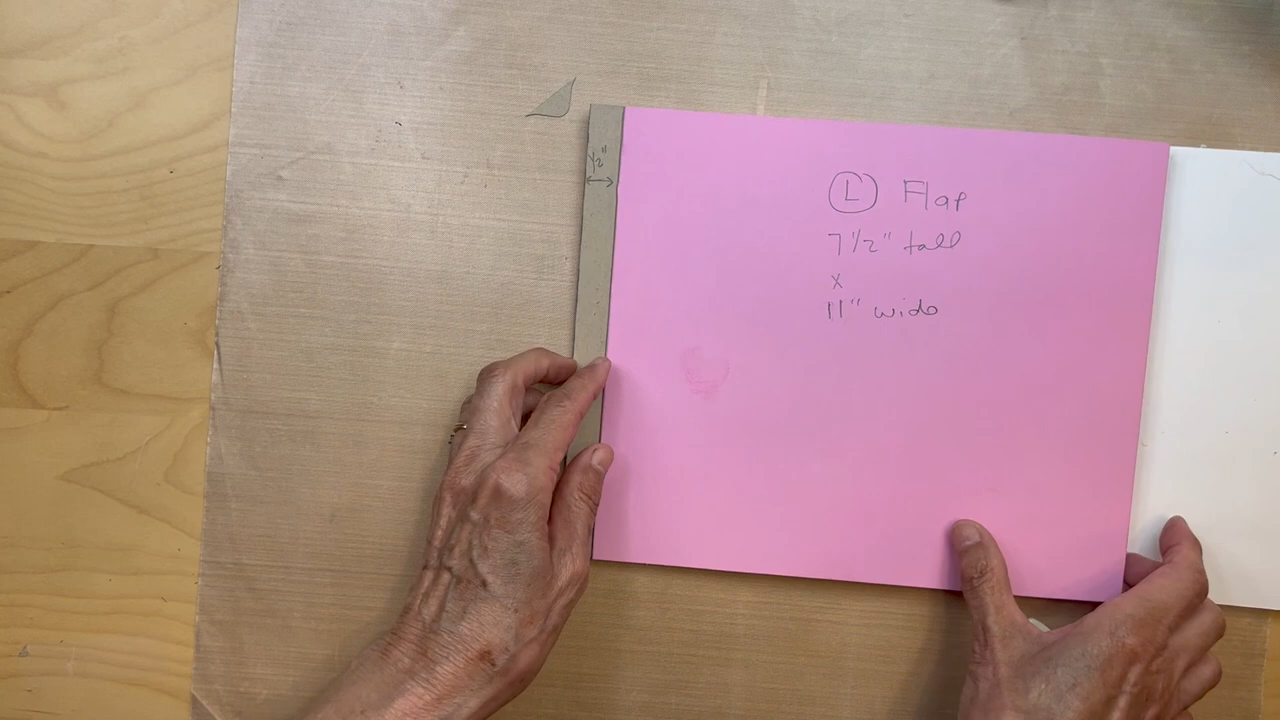 1/2"
L Flap
7 1/2" tall
x
11" wide